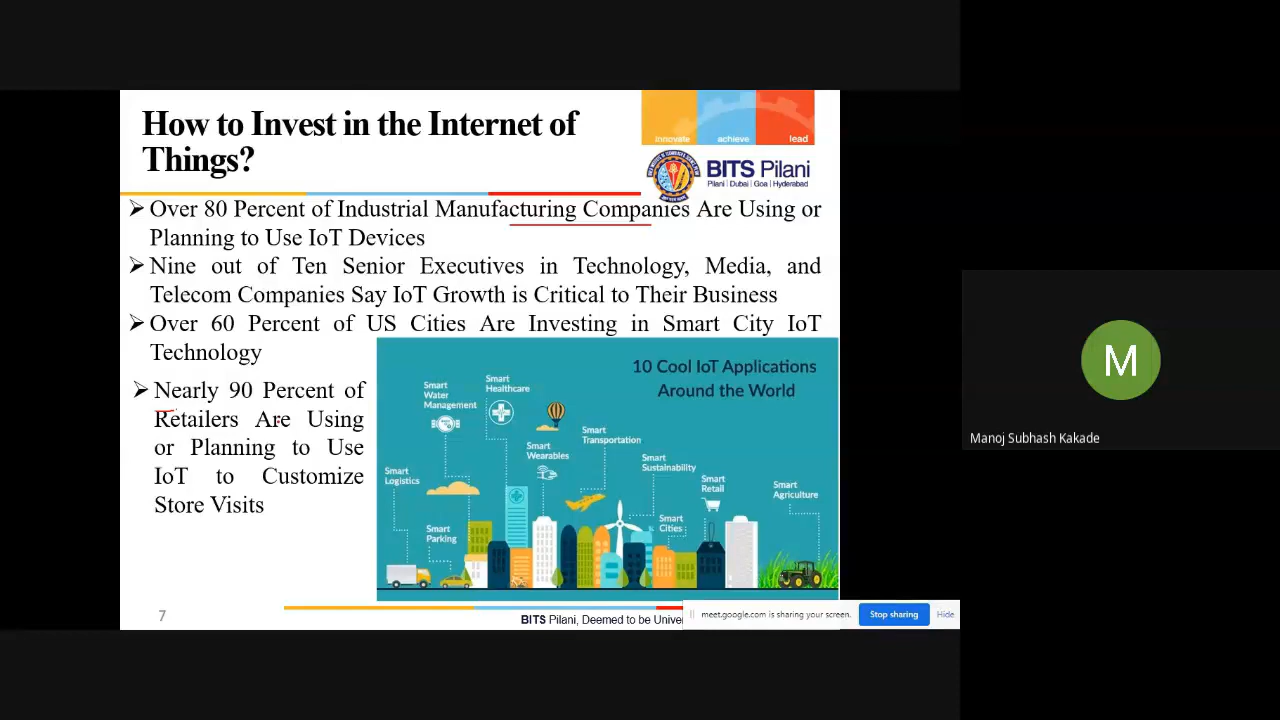 How to Invest in the Internet of
Things?
innovate achieve lead
BITS Pilani
Pilani | Dubai | Goa | Hyderabad
➢ Over 80 Percent of Industrial Manufacturing Companies Are Using or
Planning to Use IoT Devices
➢ Nine out of Ten Senior Executives in Technology, Media, and
Telecom Companies Say IoT Growth is Critical to Their Business
➢ Over 60 Percent of US Cities Are Investing in Smart City IoT
Technology
➢ Nearly 90 Percent of
Retailers Are Using
or Planning to Use
IoT to Customize
Store Visits
10 Cool IoT Applications
Around the World
Smart
Water
Management
Smart
Healthcare
Smart
Wearables
Smart
Transportation
Smart
Sustainability
Smart
Retail
Smart
Agriculture
Smart
Logistics
Smart
Parking
Smart
Cities
7
BITS Pilani, Deemed to be Univer
meet.google.com is sharing your screen.
Stop sharing
Hide
M
Manoj Subhash Kakade